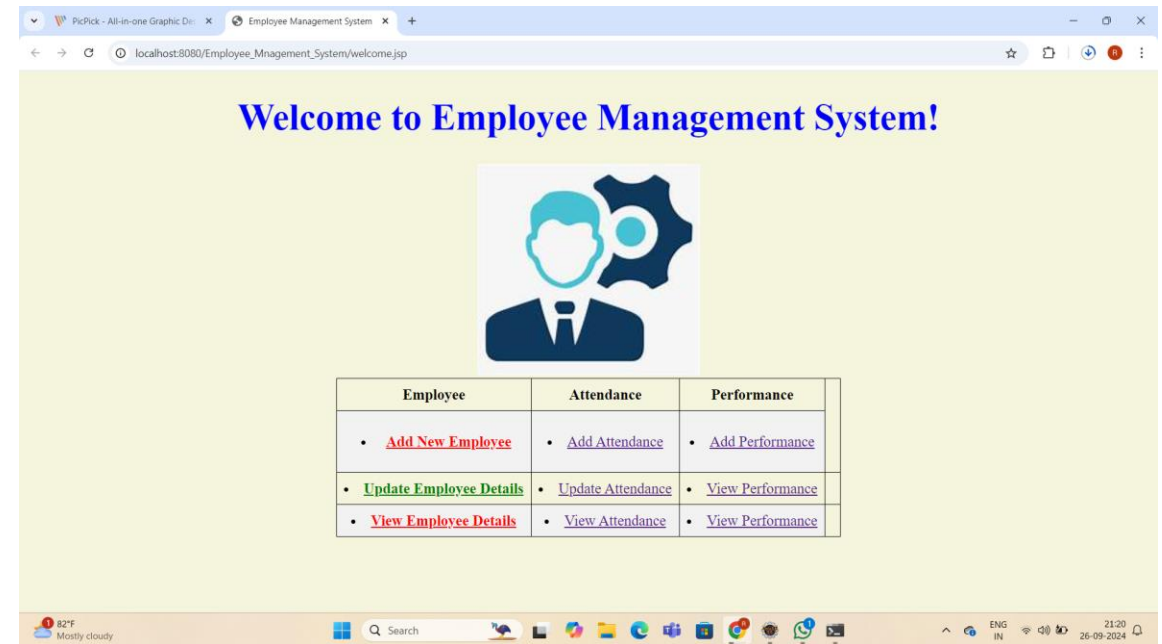 PicPick - All-in-one Graphic De
Employee Management System
localhost:8080/Employee_Mnagement_System/welcome.jsp
R
Welcome to Employee Management System!
Employee Attendance Performance
• Add New Employee • Add Attendance • Add Performance
• Update Employee Details • Update Attendance • View Performance
• View Employee Details • View Attendance • View Performance
1 82°F
Mostly cloudy
Search
ENG
IN
21:20
26-09-2024